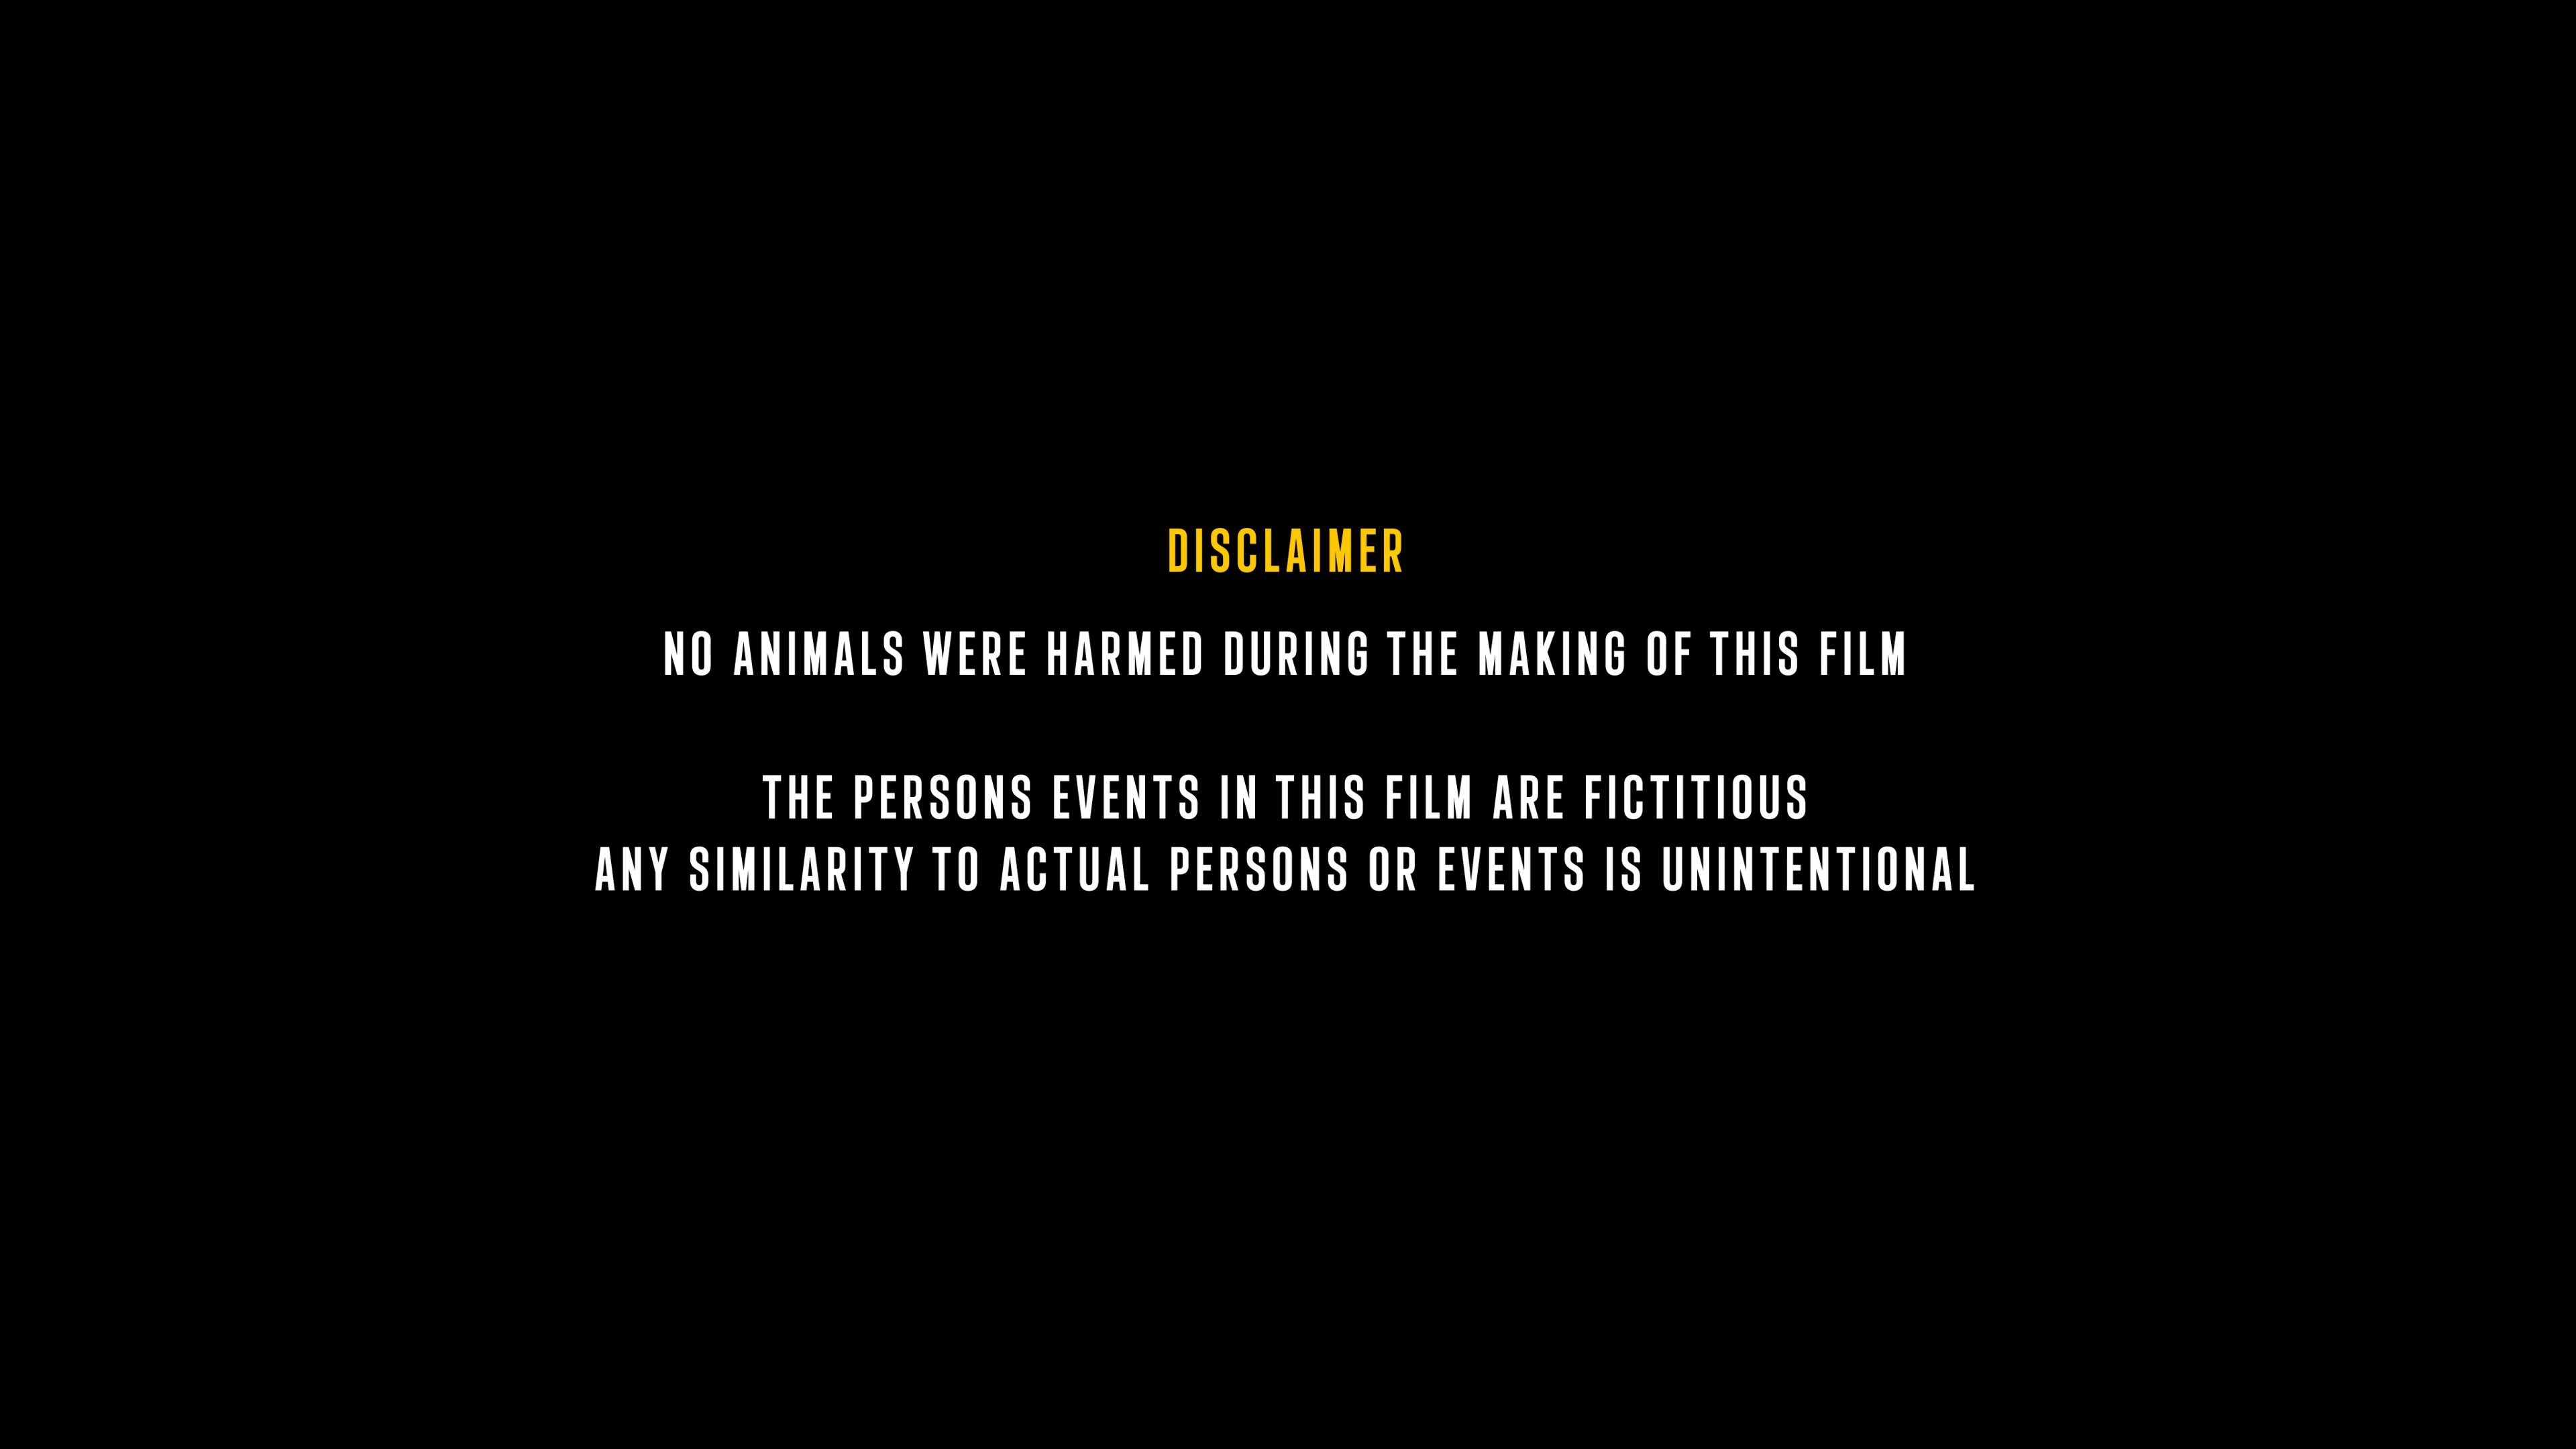 DISCLAIMER
NO ANIMALS WERE HARMED DURING THE MAKING OF THIS FILM
THE PERSONS EVENTS IN THIS FILM ARE FICTITIOUS
ANY SIMILARITY TO ACTUAL PERSONS OR EVENTS IS UNINTENTIONAL